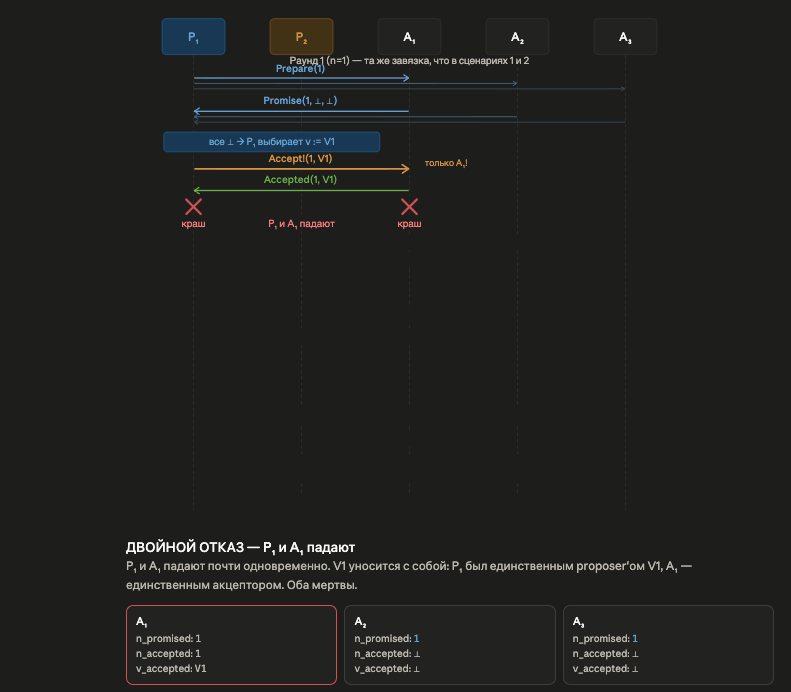 P₁ P₂ A₁ A₂ A₃
Раунд 1 (n=1) — та же завязка, что в сценариях 1 и 2
Prepare(1)
Promise(1, ⊥, ⊥)
все ⊥ → P₁ выбирает v := V1
Accept!(1, V1)
только A₁!
Accepted(1, V1)
краш
P₁ и A₁ падают
краш
ДВОЙНОЙ ОТКАЗ — P₁ и A₁ падают
P₁ и A₁ падают почти одновременно. V1 уносится с собой: P₁ был единственным proposer'ом V1, A₁ —
единственным акцептором. Оба мертвы.
A₁
n_promised: 1
n_accepted: 1
v_accepted: V1
A₂
n_promised: 1
n_accepted: ⊥
v_accepted: ⊥
A₃
n_promised: 1
n_accepted: ⊥
v_accepted: ⊥